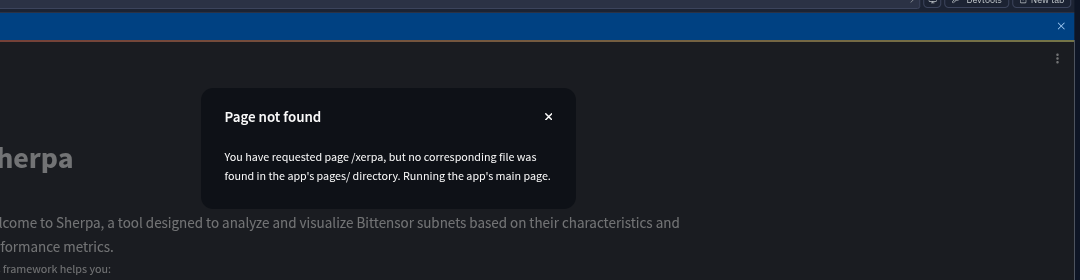 DevTools
New tab
Page not found
You have requested page /xerpa, but no corresponding file was
found in the app's pages/ directory. Running the app's main page.
herpa
lcome to Sherpa, a tool designed to analyze and visualize Bittensor subnets based on their characteristics and
formance metrics.
framework helps you: